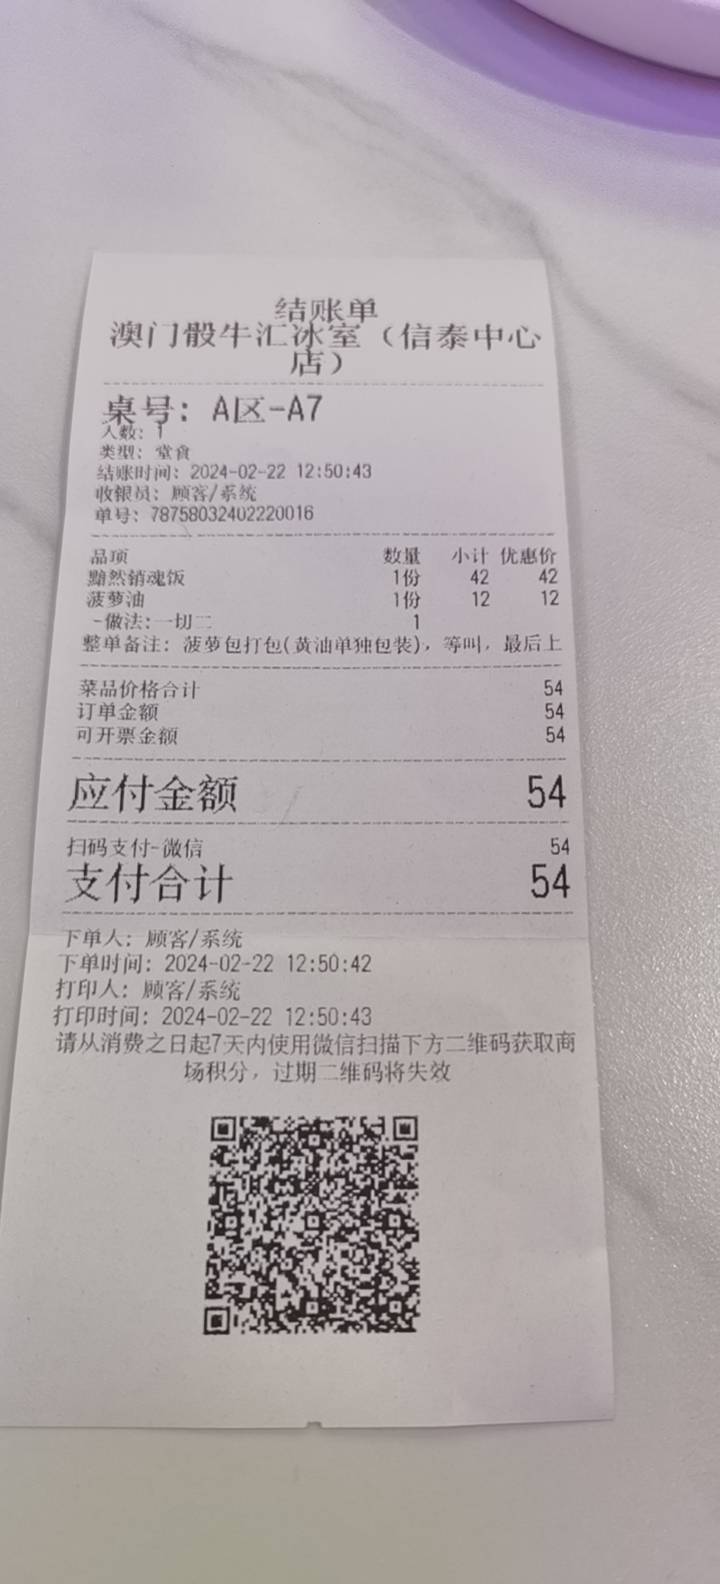 结账单
澳门骰牛汇冰室（信泰中心
店）
桌号: A区-A7
人数: 1
类型: 堂食
结账时间: 2024-02-22 12:50:43
收银员: 顾客/系统
单号: 78758032402220016
品项 数量 小计 优惠价
黯然销魂饭 1份 42 42
菠萝油 1份 12 12
-做法:一切二 1
整单备注: 菠萝包打包(黄油单独包装), 等叫, 最后上
菜品价格合计 54
订单金额 54
可开票金额 54
应付金额 54
扫码支付-微信 54
支付合计 54
下单人: 顾客/系统
下单时间: 2024-02-22 12:50:42
打印人: 顾客/系统
打印时间: 2024-02-22 12:50:43
请从消费之日起7天内使用微信扫描下方二维码获取商
场积分，过期二维码将失效